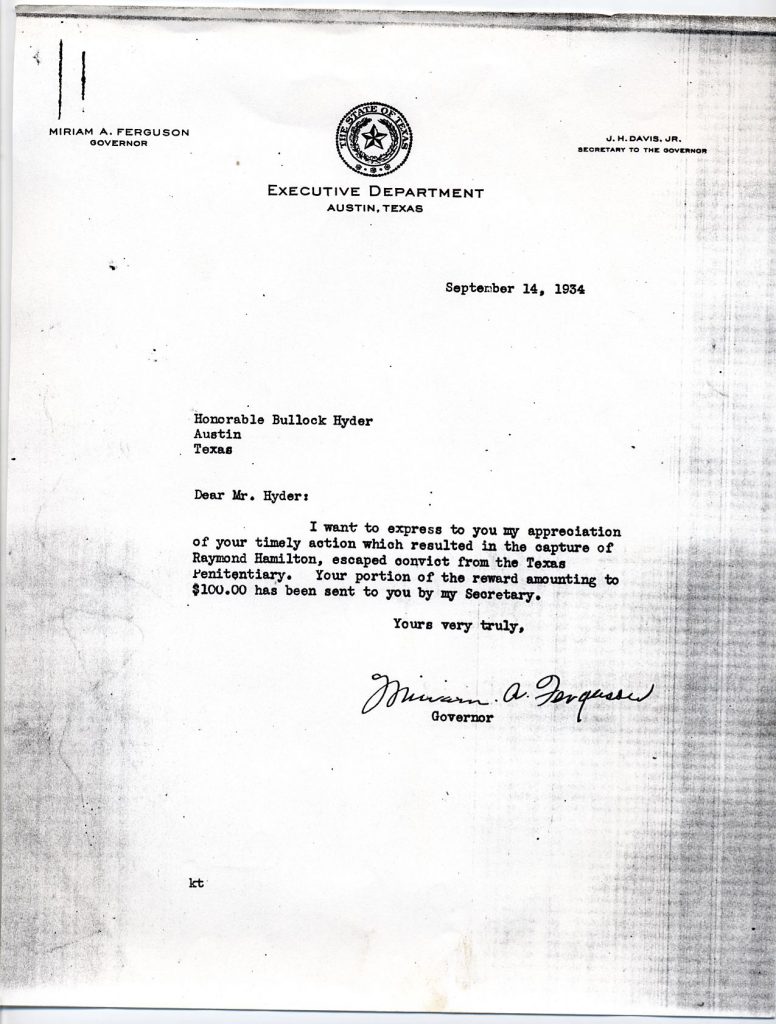 MIRIAM A. FERGUSON
GOVERNOR
THE STATE OF TEXAS
J. H. DAVIS, JR.
SECRETARY TO THE GOVERNOR
EXECUTIVE DEPARTMENT
AUSTIN, TEXAS
September 14, 1934
Honorable Bullock Hyder
Austin
Texas
Dear Mr. Hyder:
I want to express to you my appreciation
of your timely action which resulted in the capture of
Raymond Hamilton, escaped convict from the Texas
Penitentiary. Your portion of the reward amounting to
$100.00 has been sent to you by my Secretary.
Yours very truly,
Miriam A. Ferguson
Governor
kt